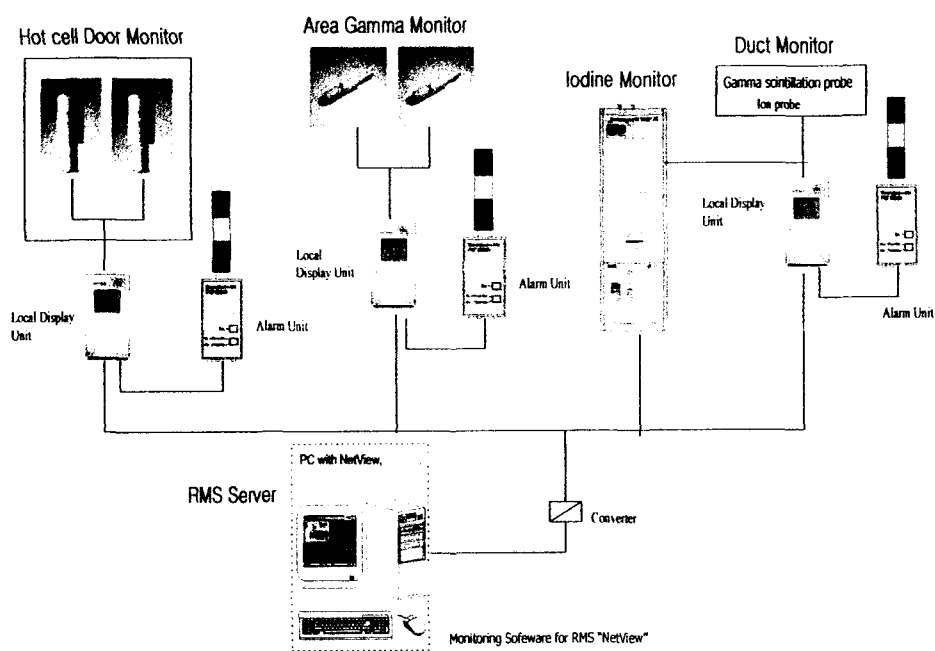 Hot cell Door Monitor
Area Gamma Monitor
Duct Monitor
Iodine Monitor
Gamma scintillation probe
Ion probe
Local Display
Unit
Alarm Unit
Local
Display Unit
Alarm Unit
Local Display
Unit
Alarm Unit
PC with NetView,
RMS Server
Converter
Monitoring Sofeware for RMS "NetView"